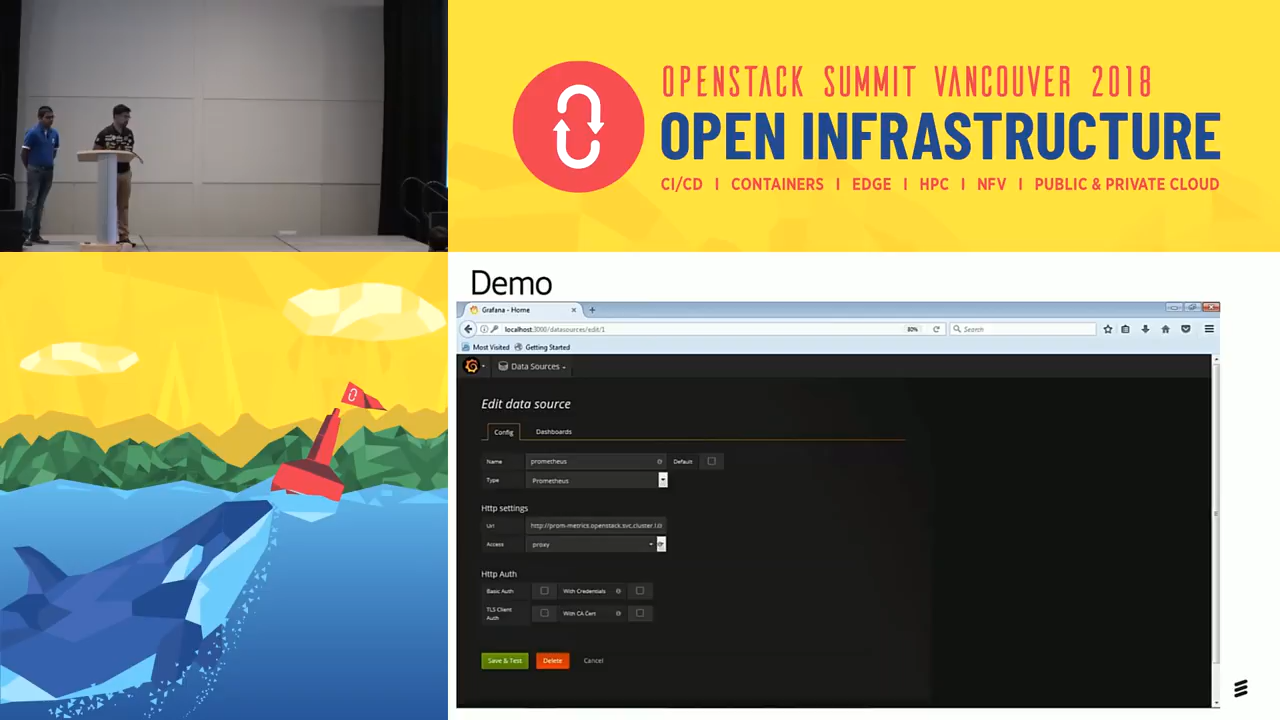 OPENSTACK SUMMIT VANCOUVER 2018
OPEN INFRASTRUCTURE
CI/CD | CONTAINERS | EDGE | HPC | NFV | PUBLIC & PRIVATE CLOUD
Demo
Grafana - Home
localhost:3000/datasources/edit/1
80%
Search
Most Visited
Getting Started
Data Sources
Edit data source
Config
Dashboards
Name
prometheus
Default
Type
Prometheus
Http settings
Url
http://prom-metrics.openstack.svc.cluster.l
Access
proxy
Http Auth
Basic Auth
With Credentials
TLS Client Auth
With CA Cert
Save & Test
Delete
Cancel